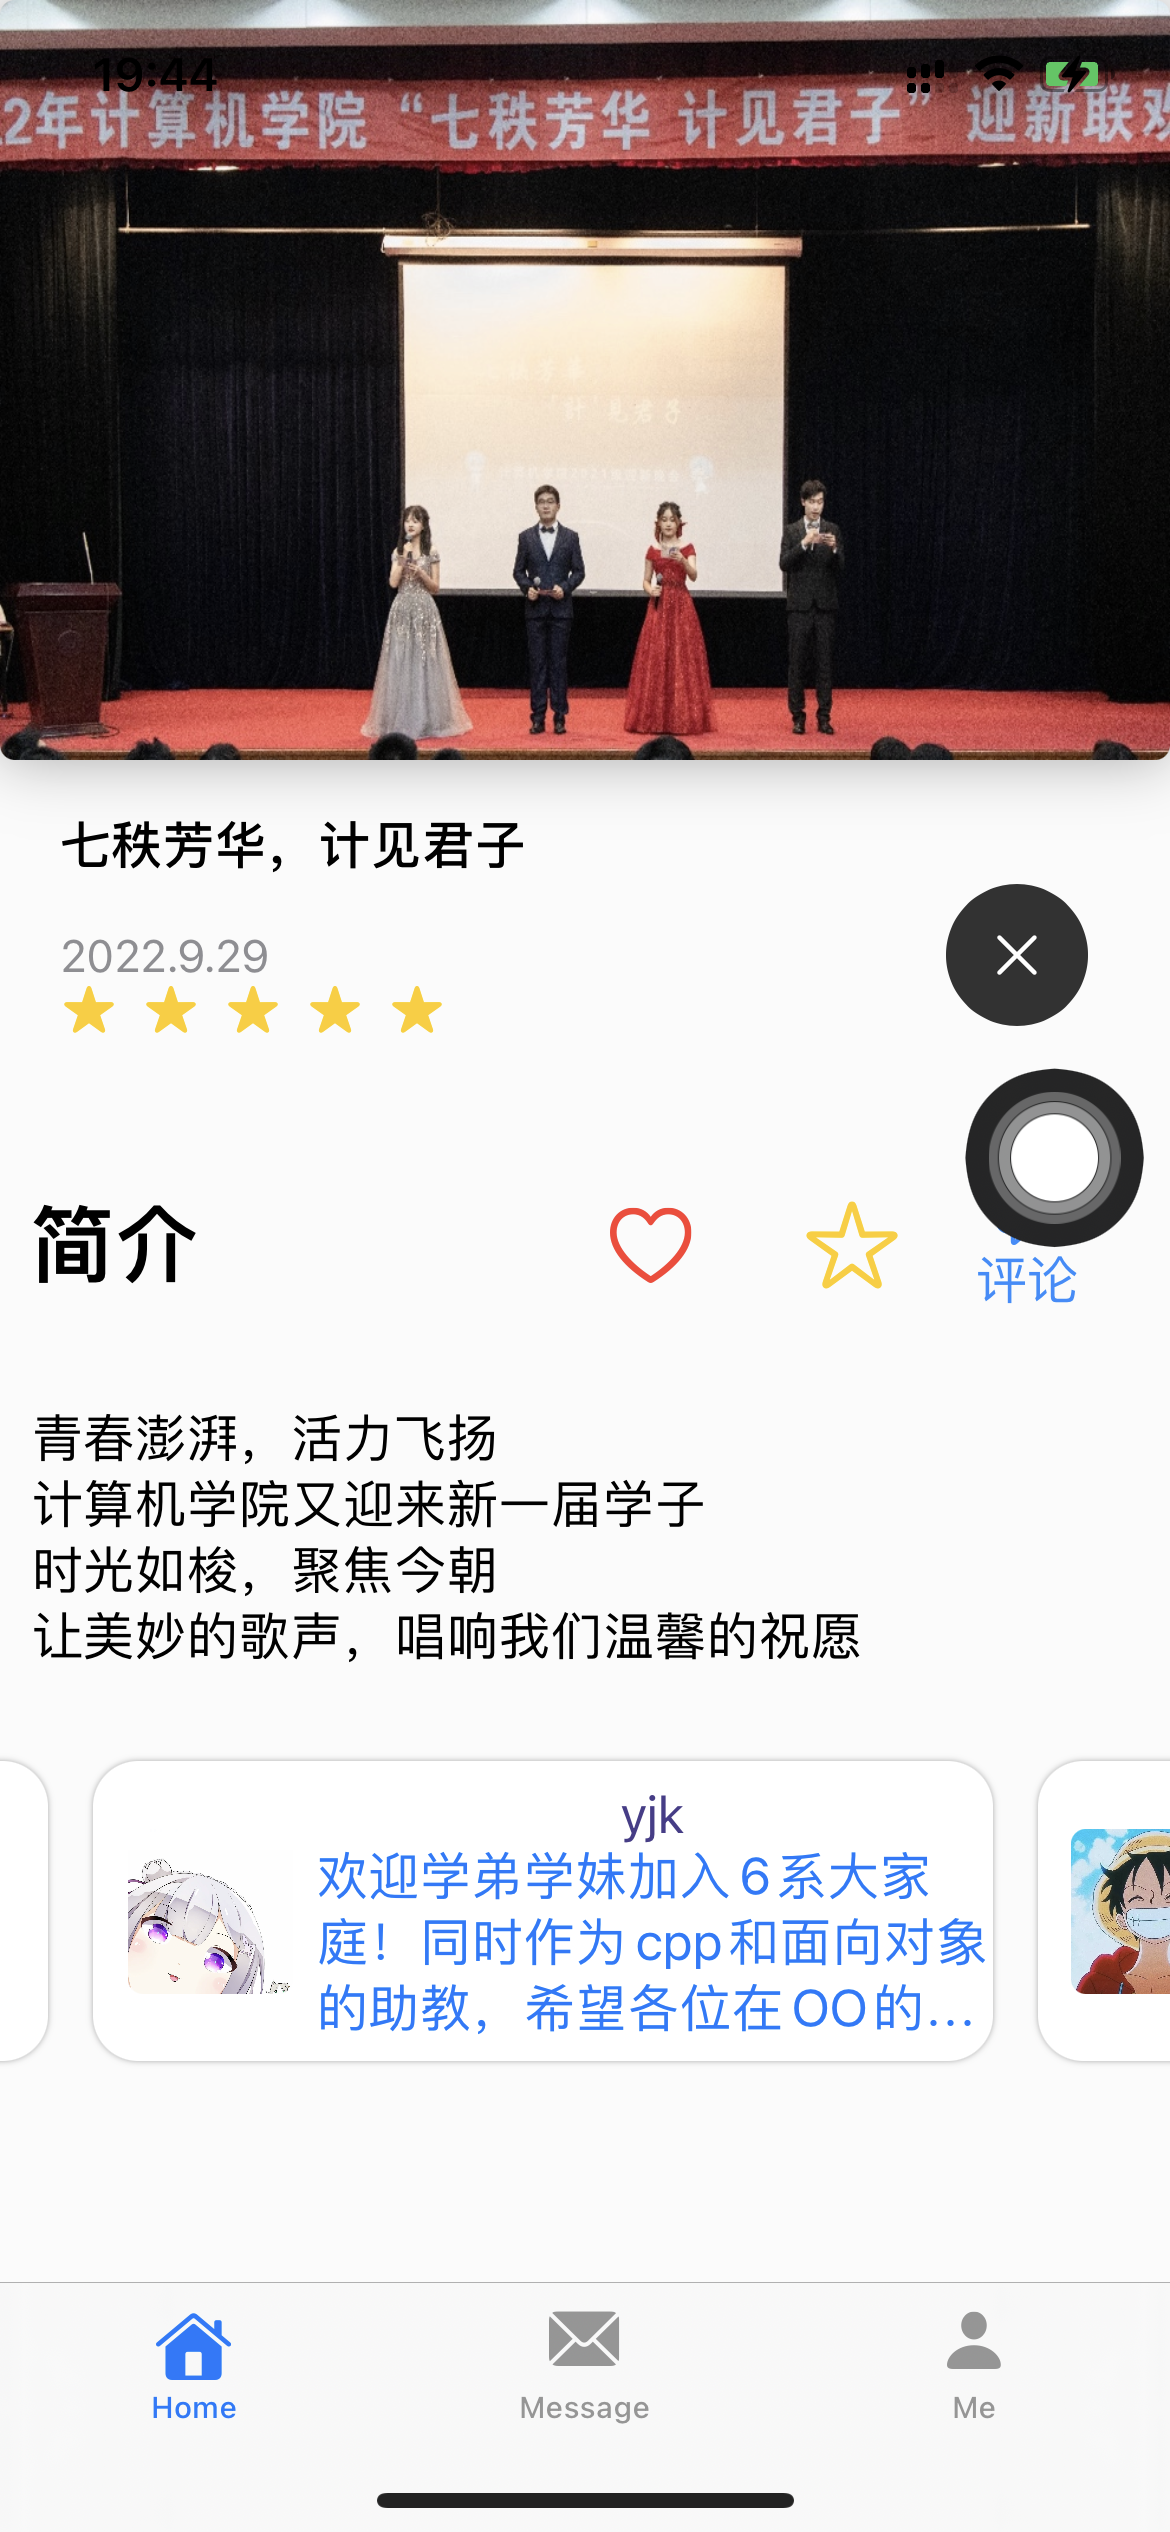 19:44
2年计算机学院“七秩芳华 计见君子”迎新联欢
七秩芳华，计见君子
2022.9.29
简介
评论
青春澎湃，活力飞扬
计算机学院又迎来新一届学子
时光如梭，聚焦今朝
让美妙的歌声，唱响我们温馨的祝愿
yjk
欢迎学弟学妹加入6系大家
庭！同时作为cpp和面向对象
的助教，希望各位在OO的...
Home
Message
Me